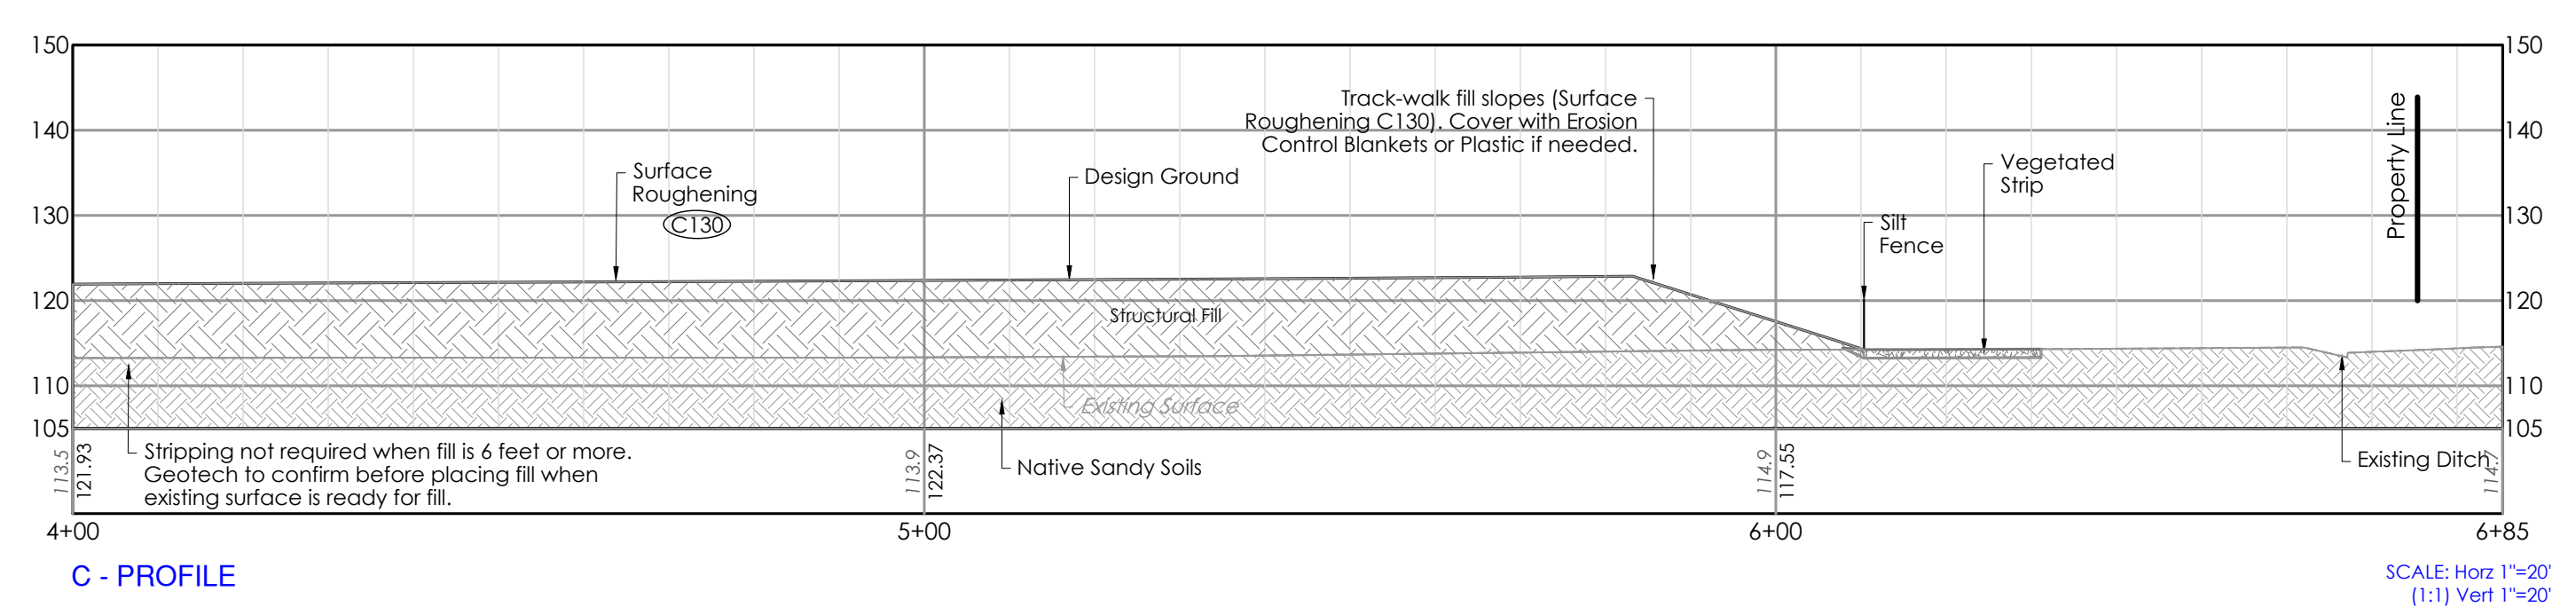 150
150
140
140
130
130
120
120
110
110
105
105
Track-walk fill slopes (Surface
Roughening C130). Cover with Erosion
Control Blankets or Plastic if needed.
Property Line
Surface
Roughening
C130
Design Ground
Vegetated
Strip
Silt
Fence
Structural Fill
Existing Surface
Stripping not required when fill is 6 feet or more.
Geotech to confirm before placing fill when
existing surface is ready for fill.
Native Sandy Soils
Existing Ditch
113.5
121.93
113.9
122.37
114.9
117.55
114.7
4+00
5+00
6+00
6+85
C - PROFILE
SCALE: Horz 1"=20'
(1:1) Vert 1"=20'